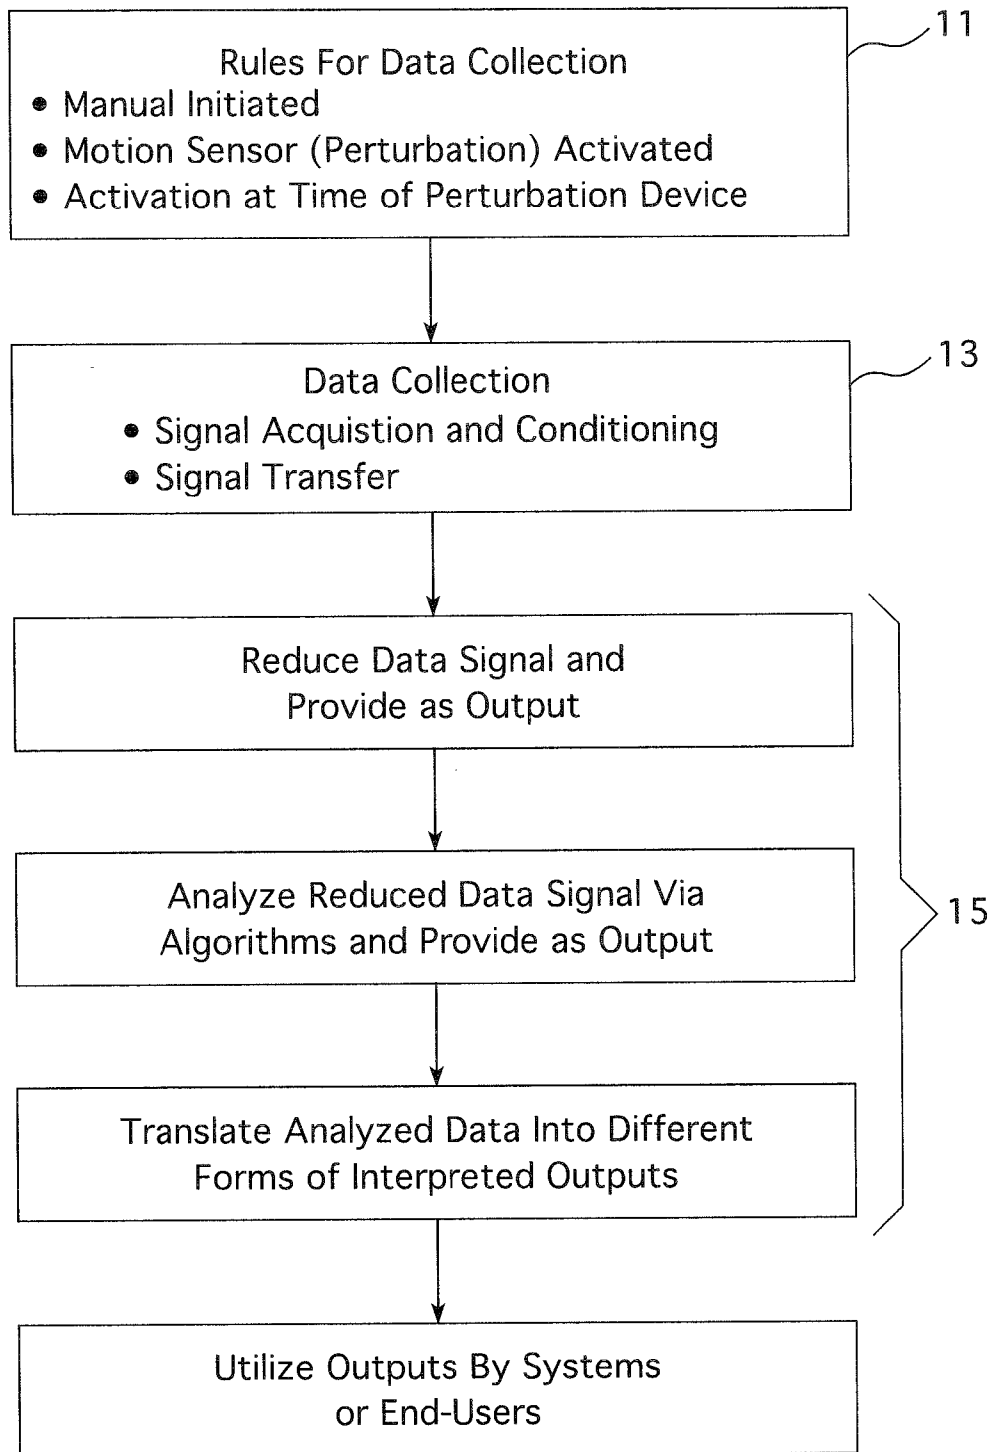 11
Rules For Data Collection
• Manual Initiated
• Motion Sensor (Perturbation) Activated
• Activation at Time of Perturbation Device
13
Data Collection
• Signal Acquistion and Conditioning
• Signal Transfer
Reduce Data Signal and
Provide as Output
Analyze Reduced Data Signal Via
Algorithms and Provide as Output
15
Translate Analyzed Data Into Different
Forms of Interpreted Outputs
Utilize Outputs By Systems
or End-Users